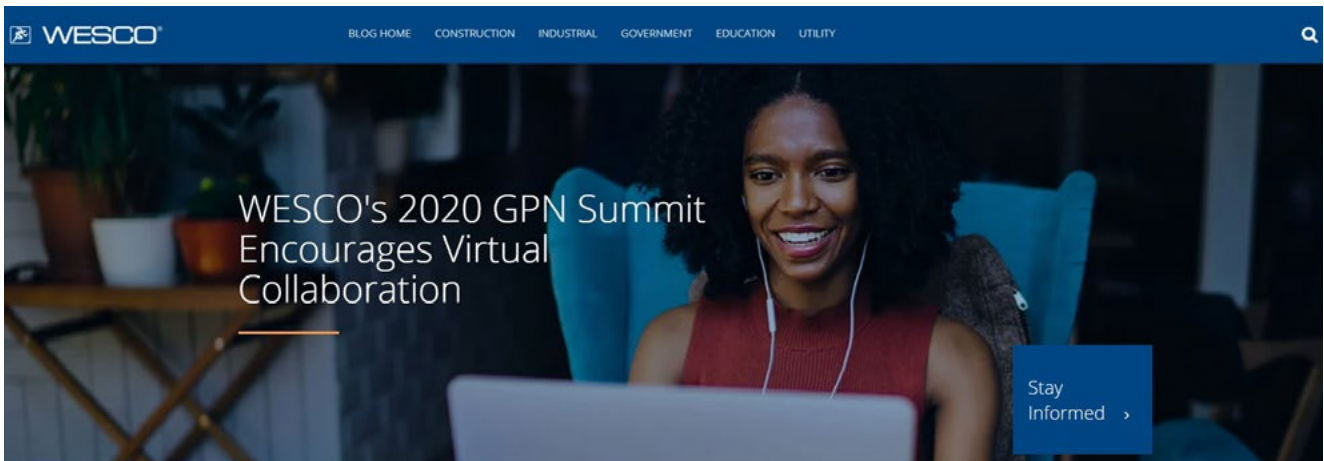 WESCO®
BLOG HOME CONSTRUCTION INDUSTRIAL GOVERNMENT EDUCATION UTILITY
WESCO's 2020 GPN Summit
Encourages Virtual
Collaboration
Stay
Informed ›